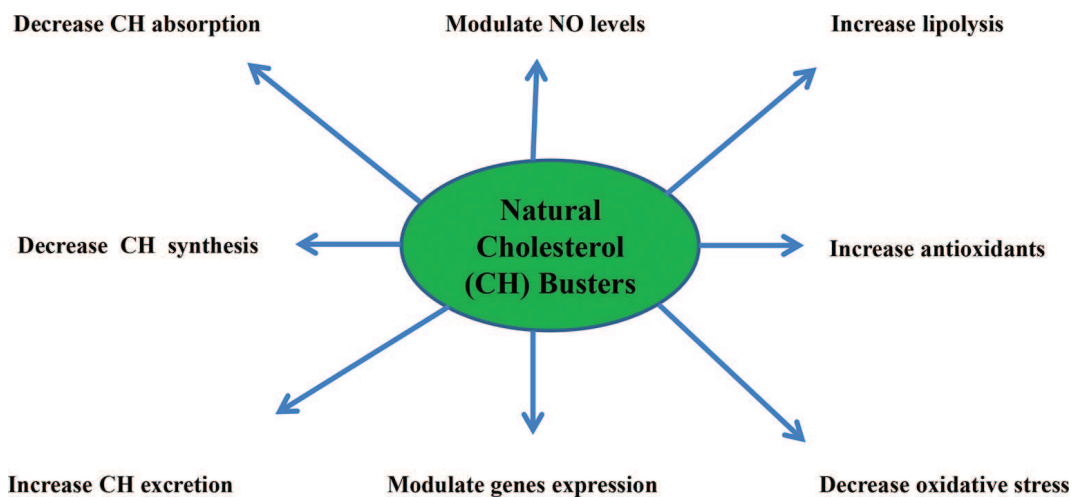 Decrease CH absorption
Modulate NO levels
Increase lipolysis
Natural
Cholesterol
(CH) Busters
Decrease CH synthesis
Increase antioxidants
Increase CH excretion
Modulate genes expression
Decrease oxidative stress